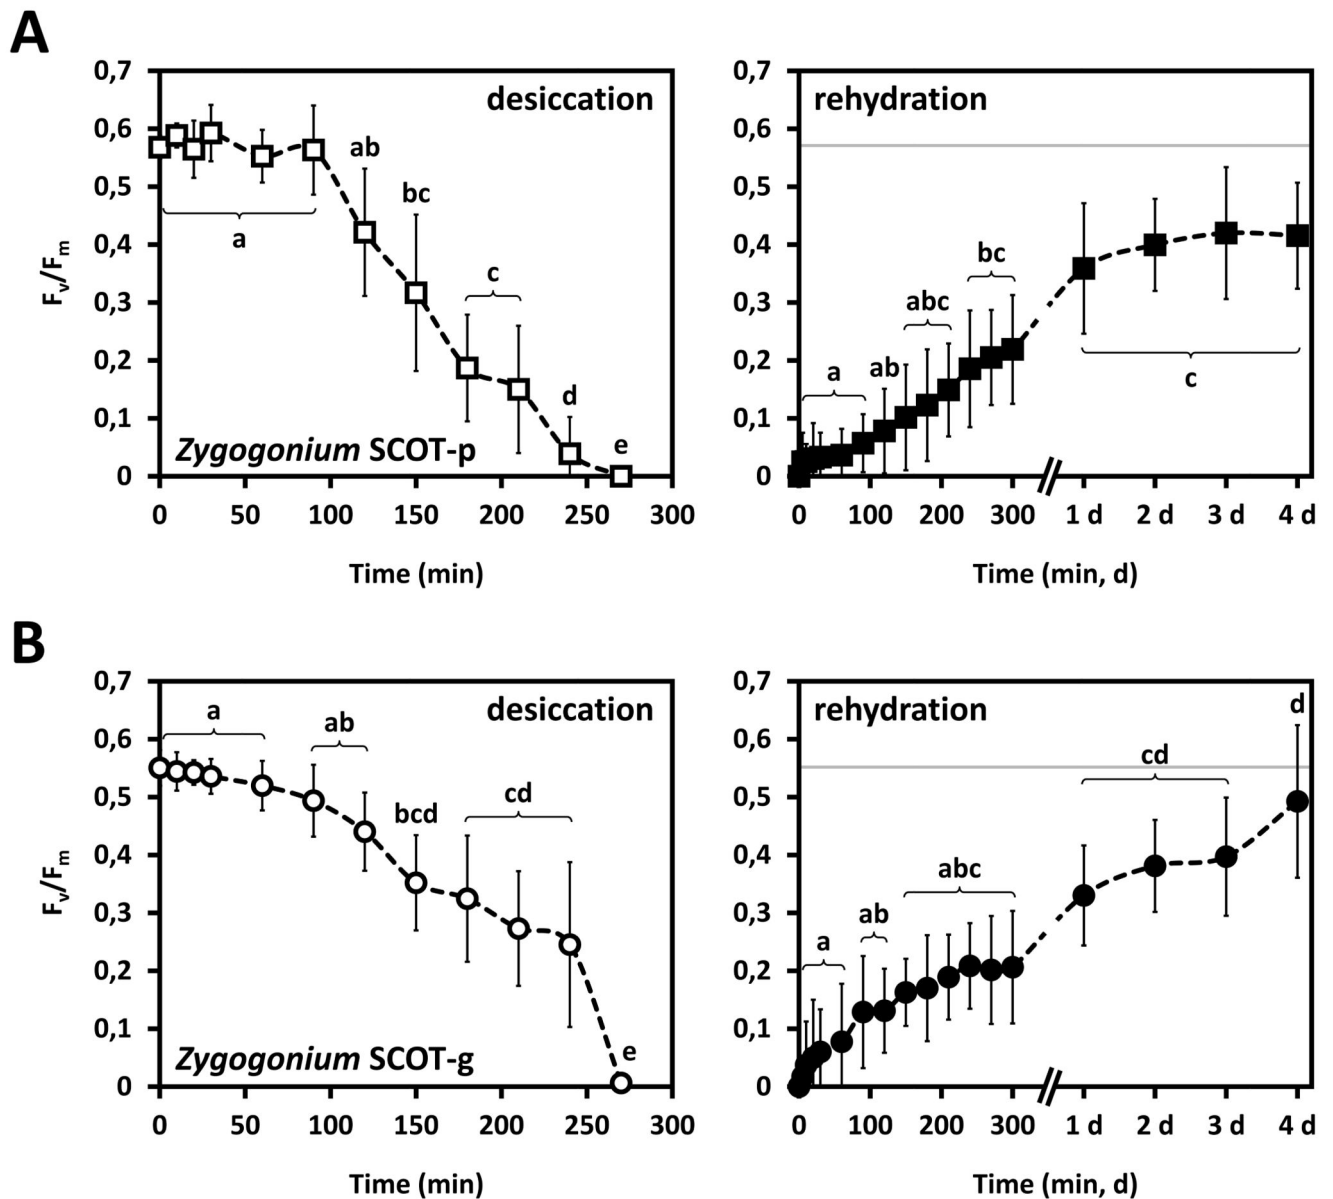 A
0,7
0,6
0,5
0,4
0,3
0,2
0,1
0
Fv/Fm
desiccation
a
ab
bc
c
d
e
Zygogonium SCOT-p
0 50 100 150 200 250 300
Time (min)
0,7
0,6
0,5
0,4
0,3
0,2
0,1
0
rehydration
a
ab
abc
bc
c
0 100 200 300 1 d 2 d 3 d 4 d
Time (min, d)
B
0,7
0,6
0,5
0,4
0,3
0,2
0,1
0
Fv/Fm
desiccation
a
ab
bcd
cd
e
Zygogonium SCOT-g
0 50 100 150 200 250 300
Time (min)
0,7
0,6
0,5
0,4
0,3
0,2
0,1
0
rehydration
a
ab
abc
cd
d
0 100 200 300 1 d 2 d 3 d 4 d
Time (min, d)